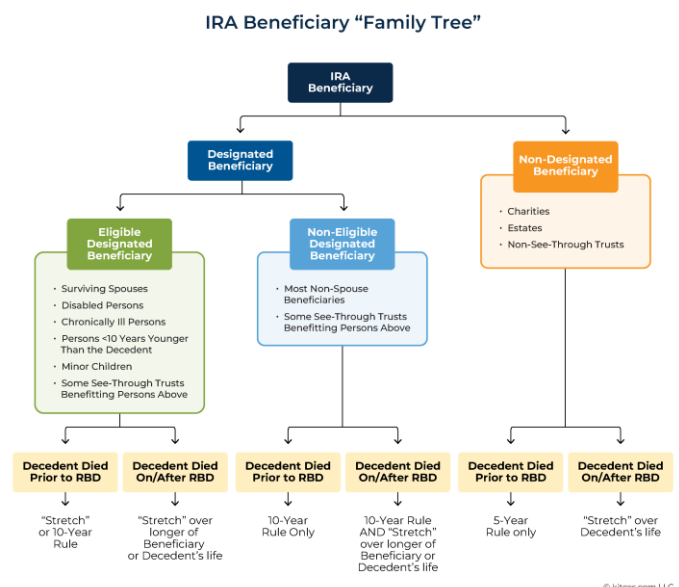 IRA Beneficiary “Family Tree”
IRA
Beneficiary
Designated
Beneficiary
Non-Designated
Beneficiary
· Charities
· Estates
· Non-See-Through Trusts
Eligible
Designated
Beneficiary
· Surviving Spouses
· Disabled Persons
· Chronically Ill Persons
· Persons <10 Years Younger
Than the Decedent
· Minor Children
· Some See-Through Trusts
Benefitting Persons Above
Non-Eligible
Designated
Beneficiary
· Most Non-Spouse
Beneficiaries
· Some See-Through Trusts
Benefitting Persons Above
Decedent Died
Prior to RBD
Decedent Died
On/After RBD
Decedent Died
Prior to RBD
Decedent Died
On/After RBD
Decedent Died
Prior to RBD
Decedent Died
On/After RBD
“Stretch”
or 10-Year
Rule
“Stretch” over
longer of
Beneficiary
or Decedent’s life
10-Year
Rule Only
10-Year Rule
AND “Stretch”
over longer of
Beneficiary or
Decedent’s life
5-Year
Rule only
“Stretch” over
Decedent’s life